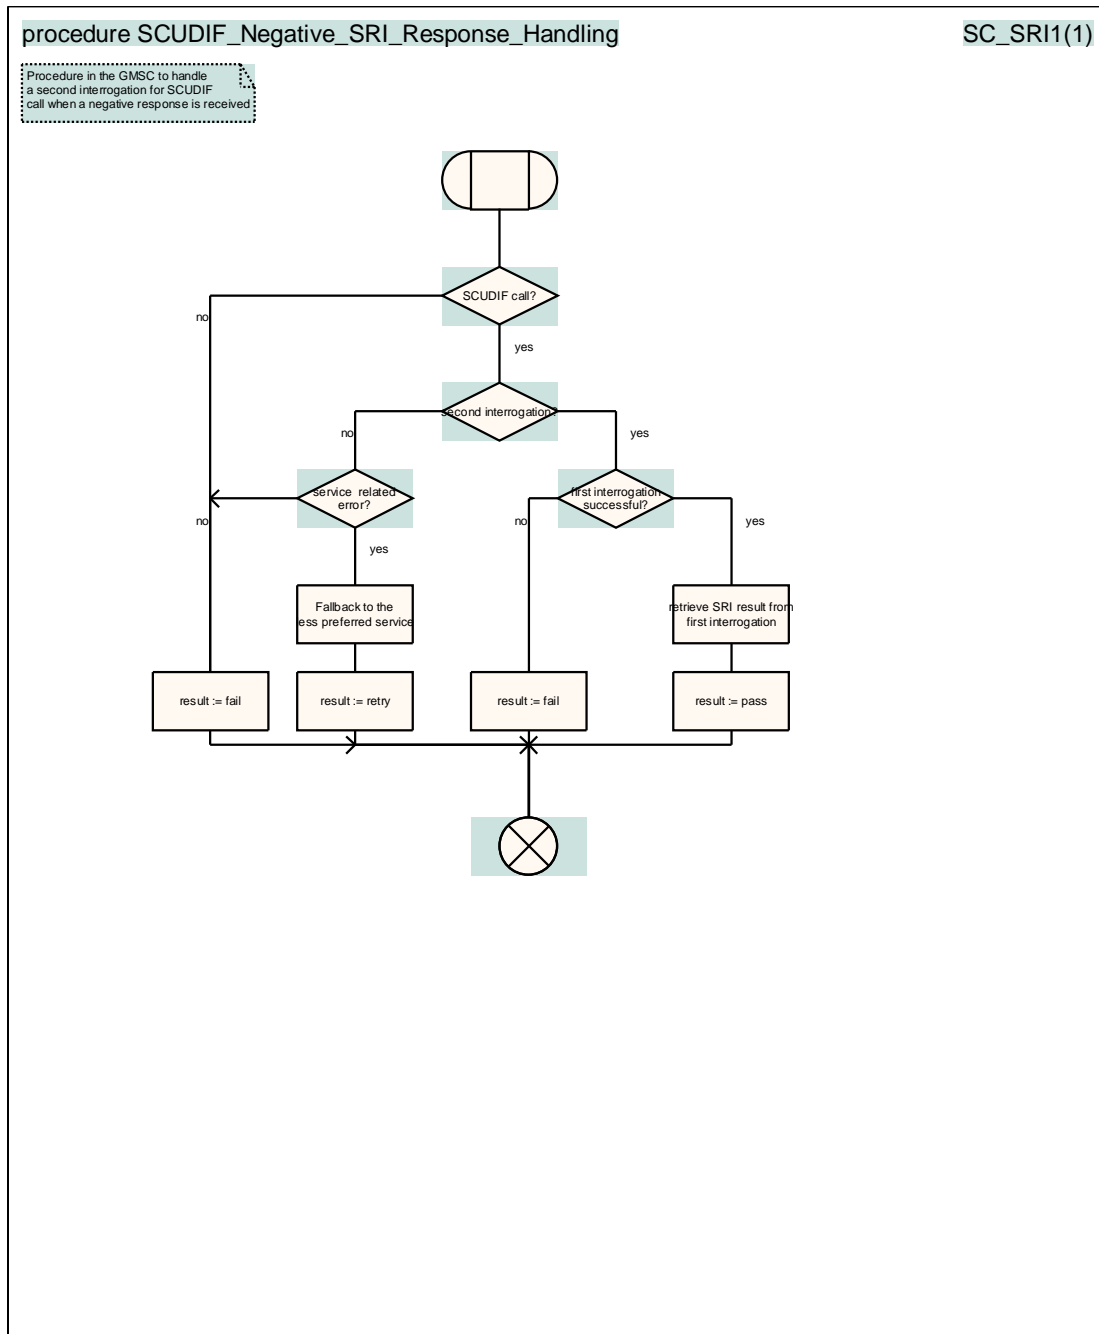 procedure SCUDIF_Negative_SRI_Response_Handling
SC_SRI1(1)
Procedure in the GMSC to handle
a second interrogation for SCUDIF
call when a negative response is received
SCUDIF call?
no
yes
second interrogation?
no
yes
service related
error?
first interrogation
successful?
no
no
yes
yes
Fallback to the
ess preferred service
retrieve SRI result from
first interrogation
result := fail
result := retry
result := fail
result := pass